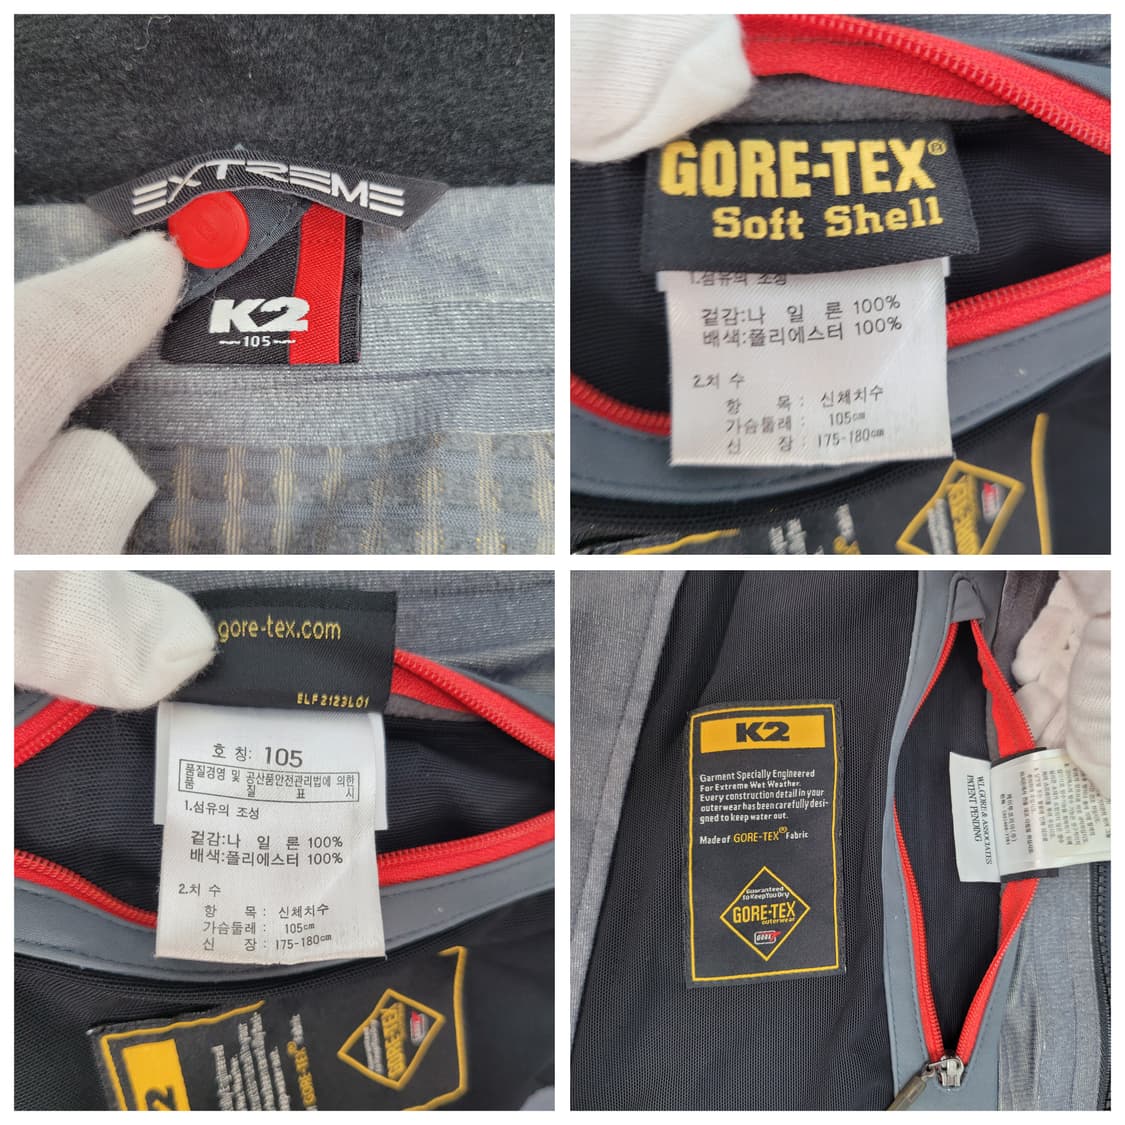 EXTREME
K2
105
GORE-TEX®
Soft Shell
1.섬유의 조성
겉감:나 일 론 100%
배색:폴리에스터 100%
2.치 수
항 목 : 신체치수
가슴둘레 : 105cm
신 장 : 175-180cm
gore-tex.com
ELF2123L01
호 칭: 105
품질경영 및 공산품안전관리법에 의한
품 질 표 시
1.섬유의 조성
겉감:나 일 론 100%
배색:폴리에스터 100%
2.치 수
항 목 : 신체치수
가슴둘레 : 105cm
신 장 : 175-180cm
K2
GORE-TEX
K2
Garment Specially Engineered
For Extreme Wet Weather.
Every construction detail in your
outerwear has been carefully desi-
gned to keep water out.
Made of GORE-TEX® Fabric
Guaranteed
to Keep You Dry
GORE-TEX
outerwear
GORE
W.L.GORE & ASSOCIATES
PATENT PENDING